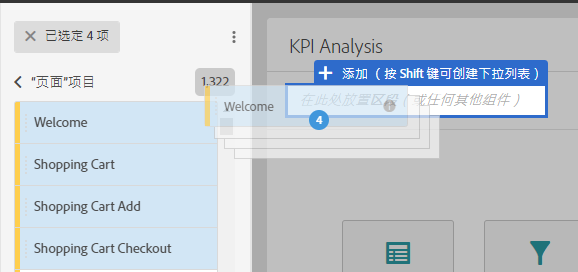 已选定 4 项
"页面"项目
1,322
Welcome
Shopping Cart
Shopping Cart Add
Shopping Cart Checkout
KPI Analysis
添加（按 Shift 键可创建下拉列表）
在此处放置区段（或任何其他组件）
Welcome
4